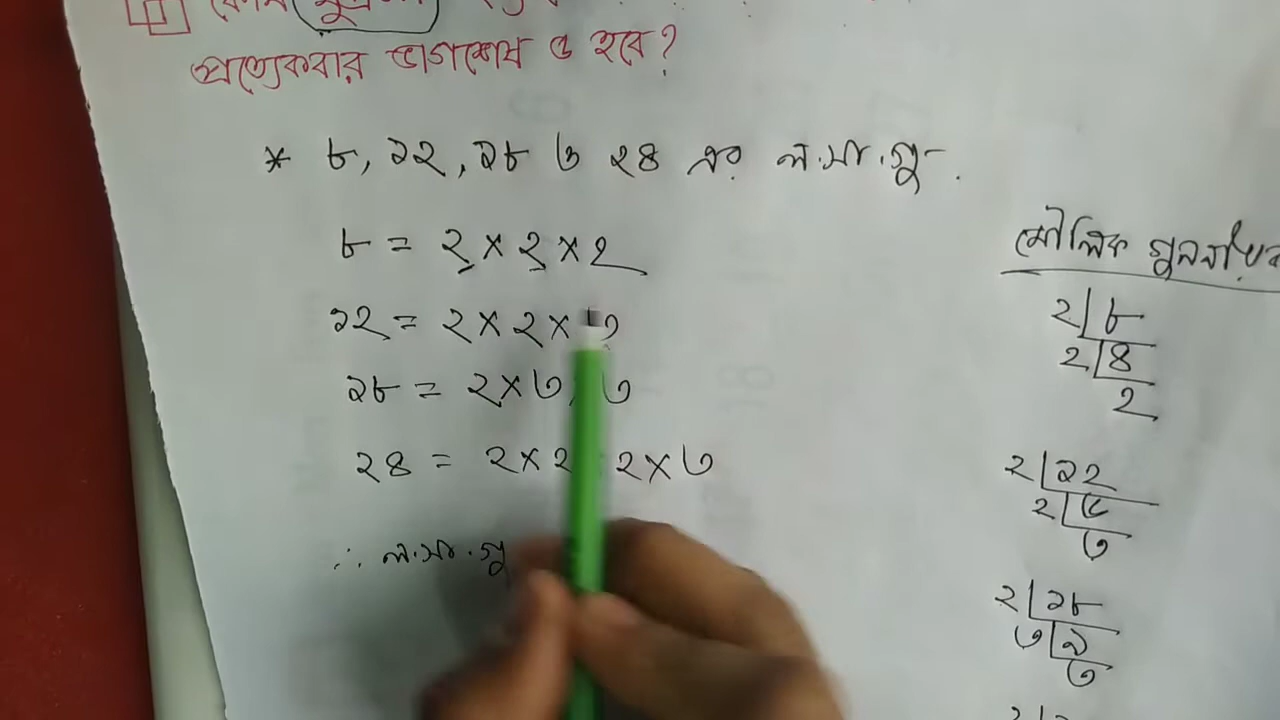 কোন
প্রত্যেকবার ভাগশেষ ৩ হবে?
* ৮, ১২, ১৮ ও ২৪ এর ল.সা.গু.
৮ = ২×২×২
১২ = ২×২×৩
১৮ = ২×৩×৩
২৪ = ২×২×২×৩
∴ ল.সা.গু
মৌলিক গুননীয়ক
২|৮
২|৪
২
২|১২
২|৬
৩
২|১৮
৩|৯
৩